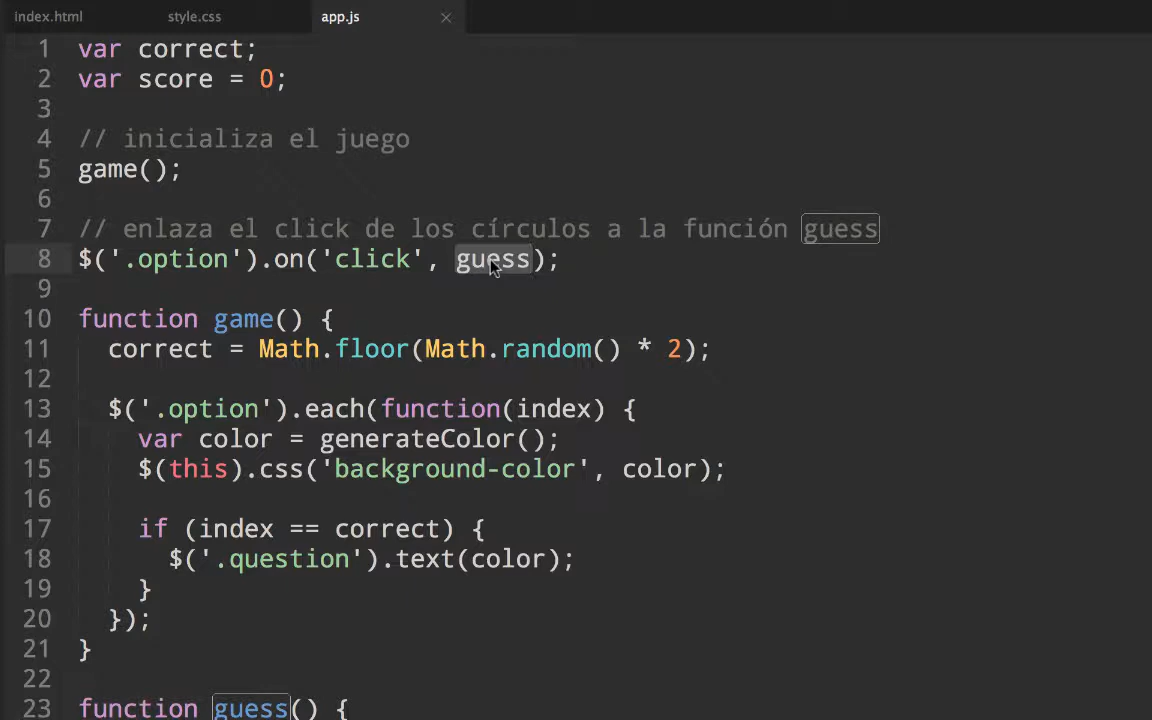 index.html style.css app.js ×
1 var correct;
2 var score = 0;
3
4 // inicializa el juego
5 game();
6
7 // enlaza el click de los círculos a la función guess
8 $('.option').on('click', guess);
9
10 function game() {
11 correct = Math.floor(Math.random() * 2);
12
13 $('.option').each(function(index) {
14 var color = generateColor();
15 $(this).css('background-color', color);
16
17 if (index == correct) {
18 $('.question').text(color);
19 }
20 });
21 }
22
23 function guess() {